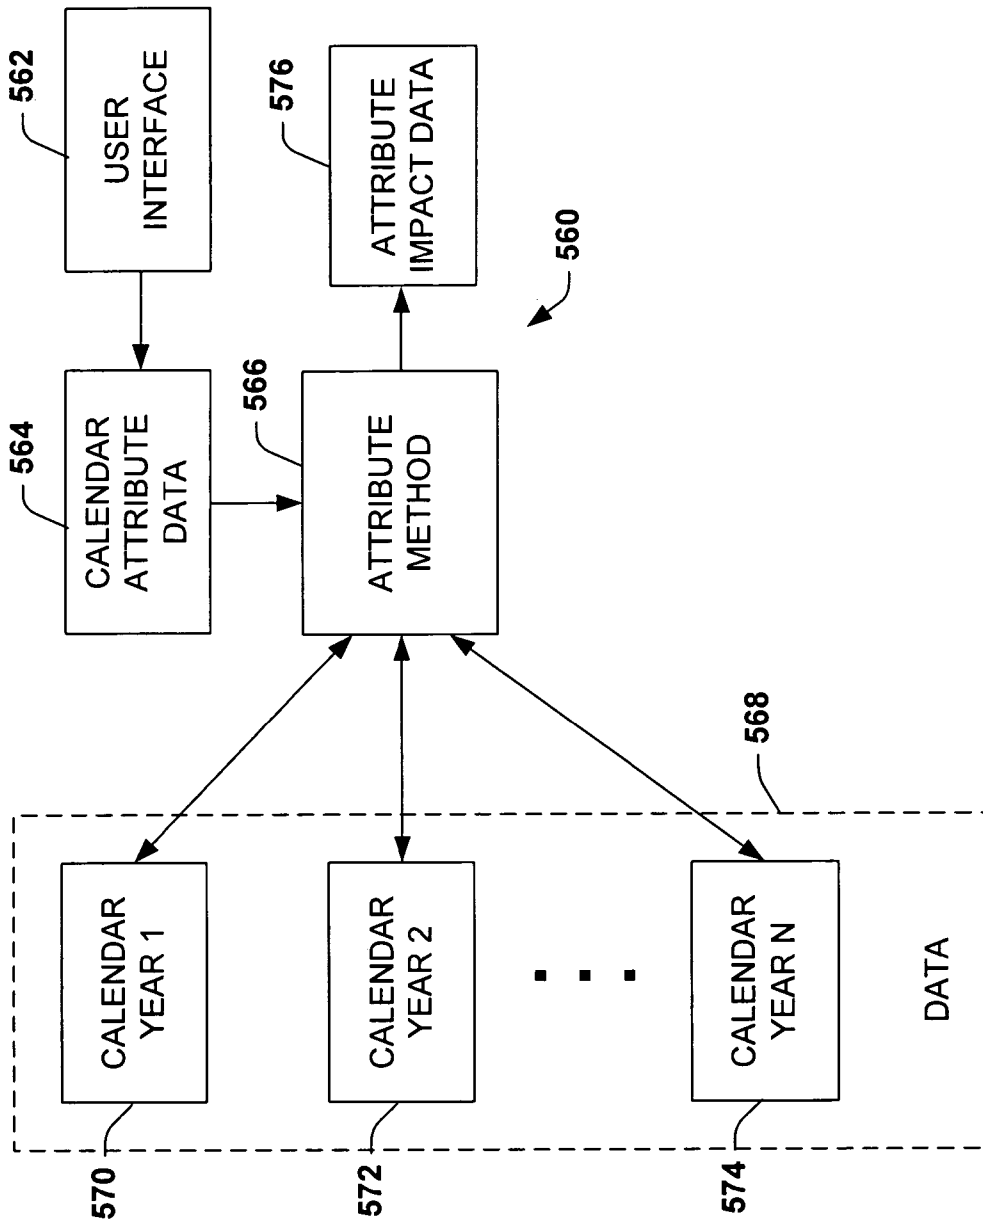 562
USER
INTERFACE
564
CALENDAR
ATTRIBUTE
DATA
566
ATTRIBUTE
METHOD
576
ATTRIBUTE
IMPACT DATA
560
568
570
CALENDAR
YEAR 1
572
CALENDAR
YEAR 2
574
CALENDAR
YEAR N
DATA